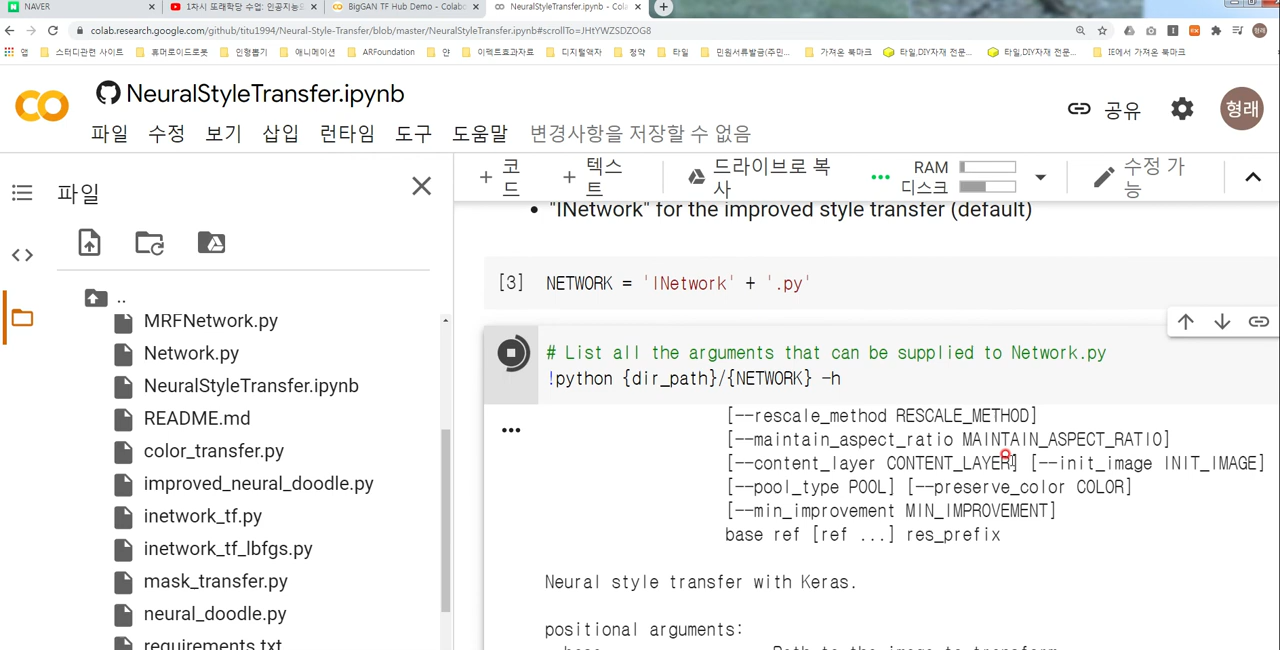 NAVER
1차시 또래학당 수업: 인공지능의
BigGAN TF Hub Demo - Colab
NeuralStyleTransfer.ipynb - Col
colab.research.google.com/github/titu1994/Neural-Style-Transfer/blob/master/NeuralStyleTransfer.ipynb#scrollTo=JHtYWZSDZOG8
앱 스터디관련 사이트 휴머로이드로봇 인형뽑기 애니메이션 ARFoundation 얀 이펙트효과자료 디지털액자 청약 타일 민원서류발급(주민... 가져온 북마크 타일,DIY자재 전문... 타일,DIY자재 전문... IE에서 가져온 북마크
NeuralStyleTransfer.ipynb
공유
형래
파일 수정 보기 삽입 런타임 도구 도움말 변경사항을 저장할 수 없음
파일
+ 코드
+ 텍스트
드라이브로 복사
RAM
디스크
수정 가능
..
MRFNetwork.py
Network.py
NeuralStyleTransfer.ipynb
README.md
color_transfer.py
improved_neural_doodle.py
inetwork_tf.py
inetwork_tf_lbfgs.py
mask_transfer.py
neural_doodle.py
requirements.txt
• "INetwork" for the improved style transfer (default)
[3] NETWORK = 'INetwork' + '.py'
# List all the arguments that can be supplied to Network.py
!python {dir_path}/{NETWORK} -h
[--rescale_method RESCALE_METHOD]
[--maintain_aspect_ratio MAINTAIN_ASPECT_RATIO]
[--content_layer CONTENT_LAYER] [--init_image INIT_IMAGE]
[--pool_type POOL] [--preserve_color COLOR]
[--min_improvement MIN_IMPROVEMENT]
base ref [ref ...] res_prefix
Neural style transfer with Keras.
positional arguments:
base Path to the image to transform